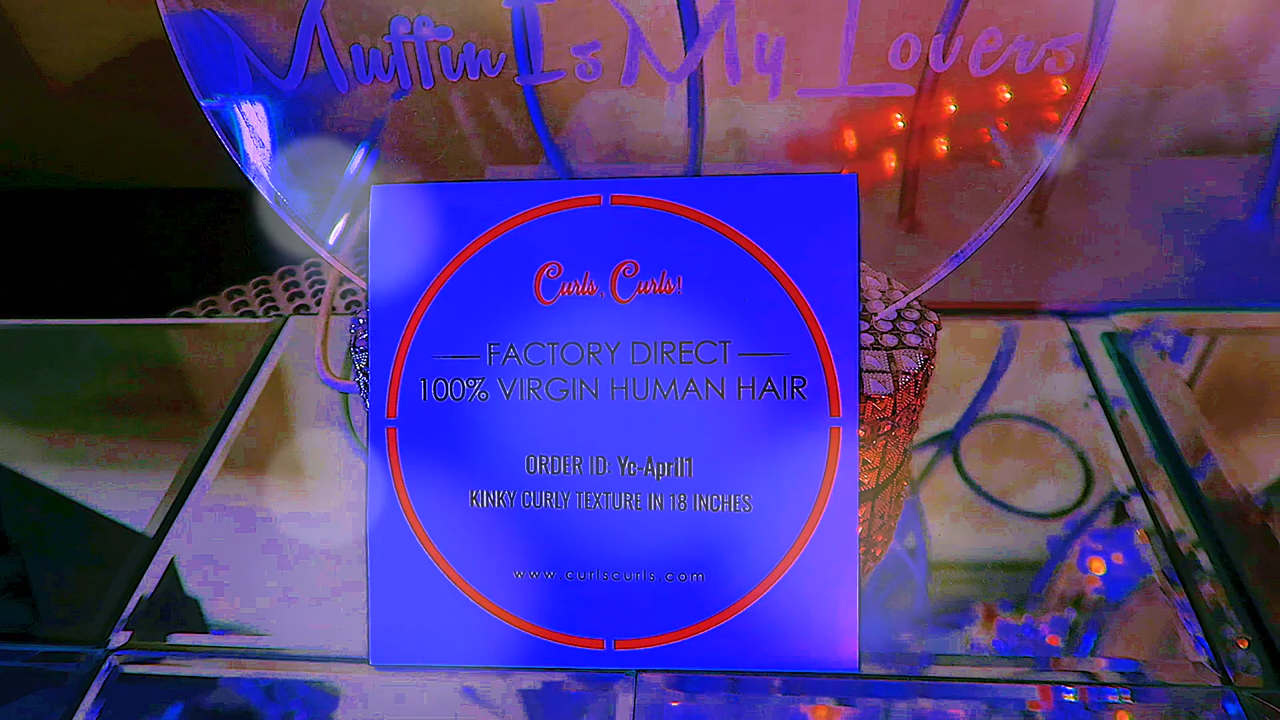 Muffin Is My Lovers
Curls, Curls!
FACTORY DIRECT
100% VIRGIN HUMAN HAIR
ORDER ID: Yc-April1
KINKY CURLY TEXTURE IN 18 INCHES
www.curlscurls.com